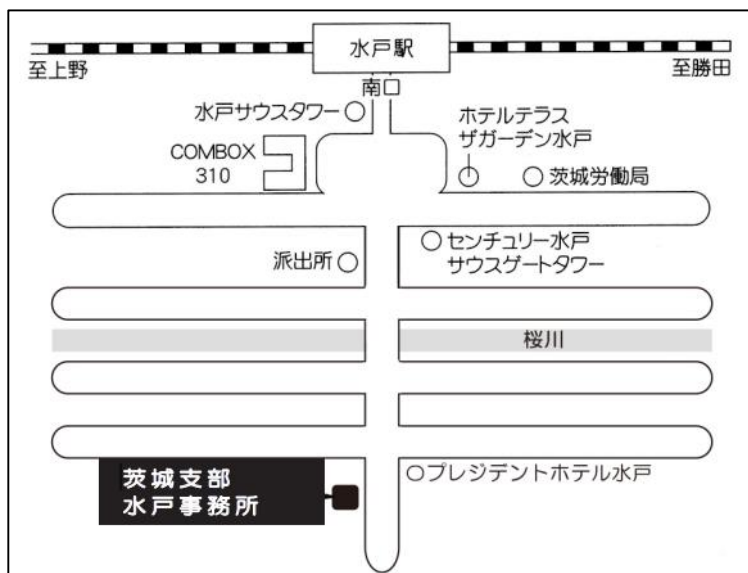 水戸駅
至上野
至勝田
南口
水戸サウスタワー
ホテルテラス
ザガーデン水戸
COMBOX
310
茨城労働局
派出所
センチュリー水戸
サウスゲートタワー
桜川
茨城支部
水戸事務所
プレジデントホテル水戸